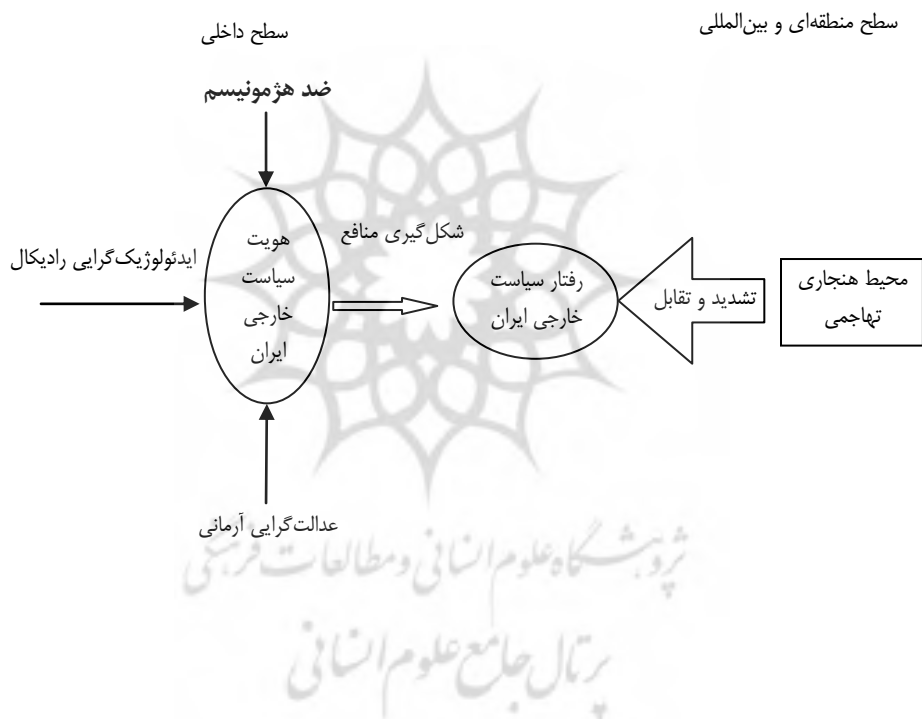 سطح منطقه‌ای و بین‌المللی
سطح داخلی
ضد هژمونیسم
ایدئولوژیک‌گرایی رادیکال
هویت
سیاست
خارجی
ایران
شکل‌گیری منافع
رفتار سیاست
خارجی ایران
تشدید و تقابل
محیط هنجاری
تهاجمی
عدالت‌گرایی آرمانی
پژوهشگاه علوم انسانی و مطالعات فرهنگی
پرتال جامع علوم انسانی